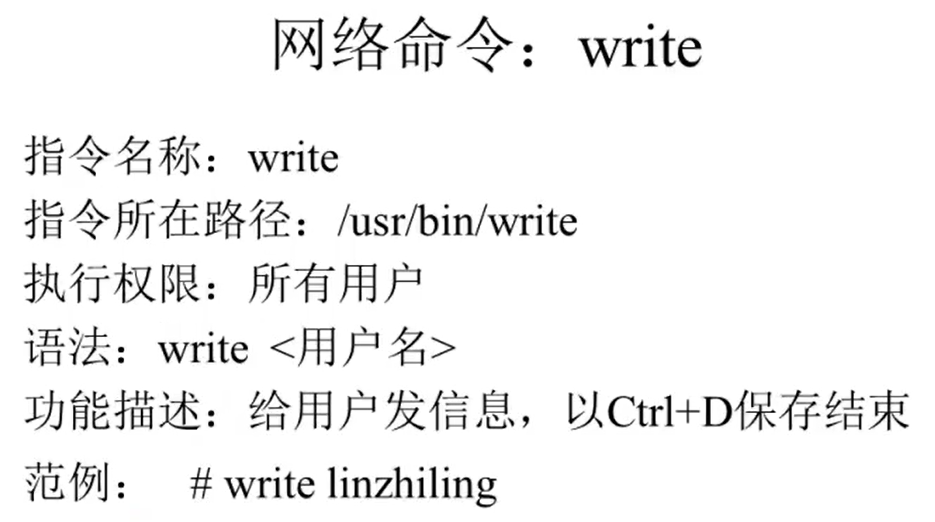 网络命令：write
指令名称：write
指令所在路径：/usr/bin/write
执行权限：所有用户
语法：write <用户名>
功能描述：给用户发信息，以Ctrl+D保存结束
范例： # write linzhiling